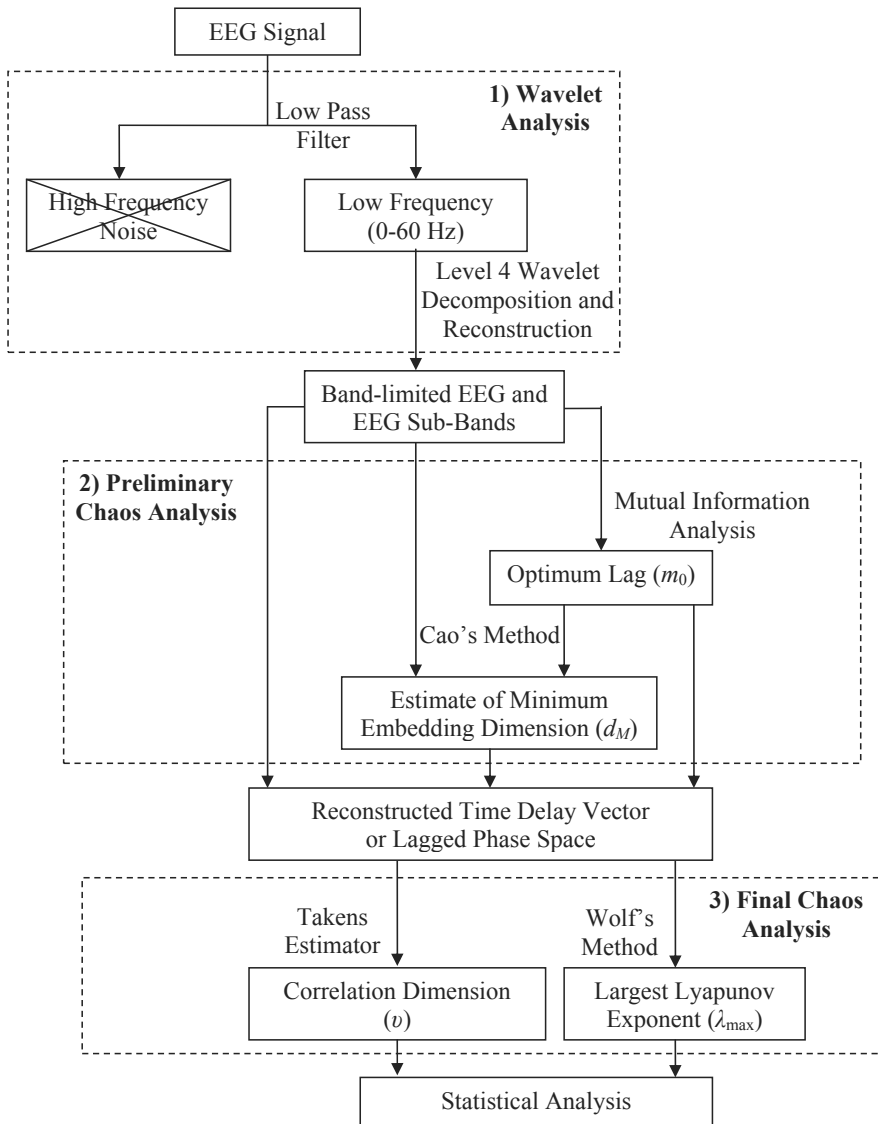 EEG Signal
1) Wavelet
Analysis
Low Pass
Filter
High Frequency
Noise
Low Frequency
(0-60 Hz)
Level 4 Wavelet
Decomposition and
Reconstruction
Band-limited EEG and
EEG Sub-Bands
2) Preliminary
Chaos Analysis
Mutual Information
Analysis
Optimum Lag (m₀)
Cao's Method
Estimate of Minimum
Embedding Dimension (d_M)
Reconstructed Time Delay Vector
or Lagged Phase Space
3) Final Chaos
Analysis
Takens
Estimator
Wolf's
Method
Correlation Dimension
(υ)
Largest Lyapunov
Exponent (λmax)
Statistical Analysis